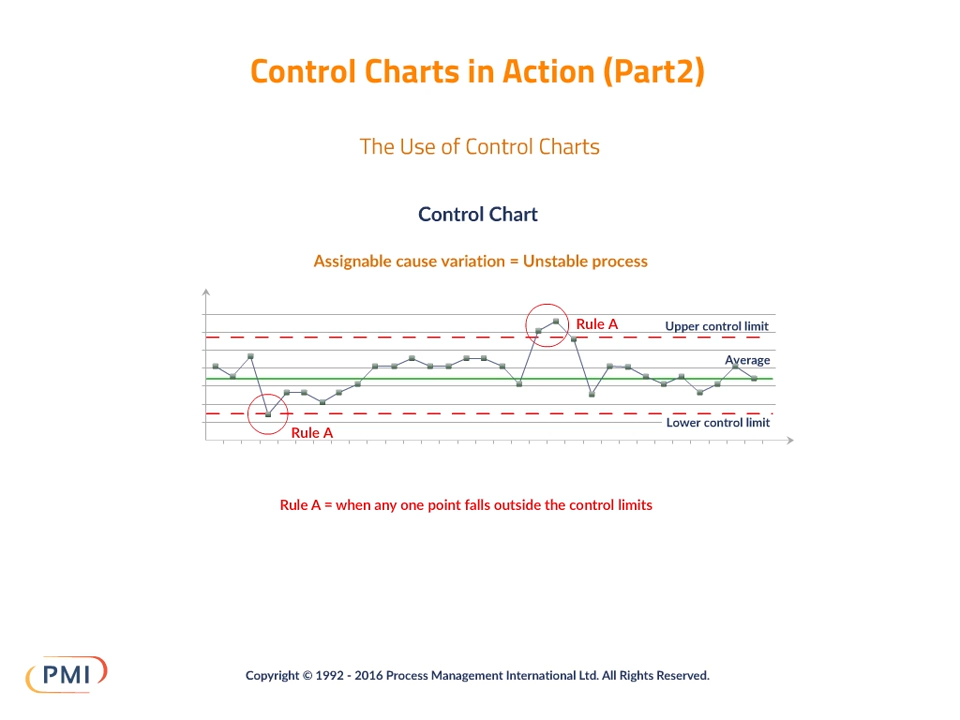 Control Charts in Action (Part2)
The Use of Control Charts
Control Chart
Assignable cause variation = Unstable process
Rule A
Upper control limit
Average
Lower control limit
Rule A
Rule A = when any one point falls outside the control limits
PMI
Copyright © 1992 - 2016 Process Management International Ltd. All Rights Reserved.